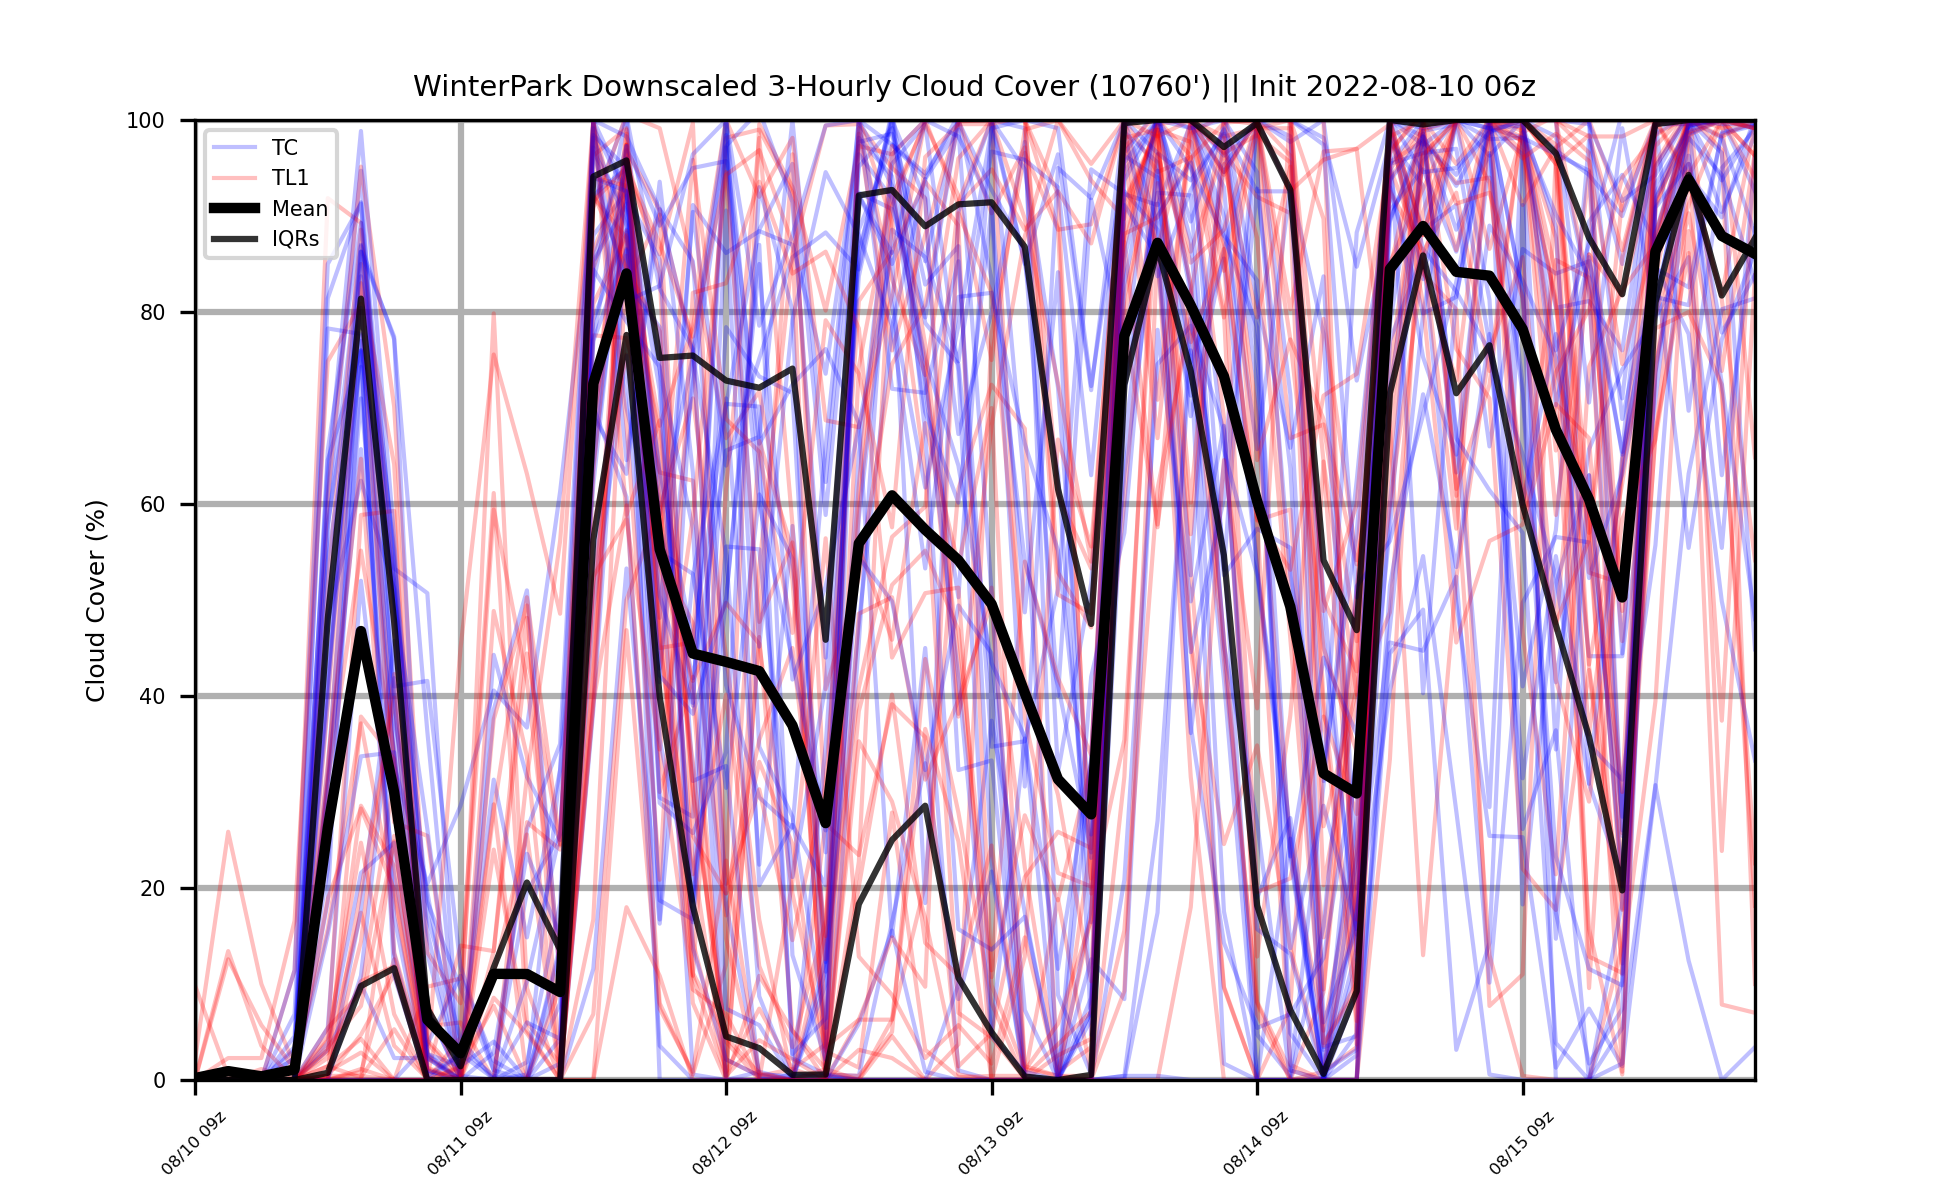 WinterPark Downscaled 3-Hourly Cloud Cover (10760') || Init 2022-08-10 06z
TC
TL1
Mean
IQRs
Cloud Cover (%)
100
80
60
40
20
0
08/10 09z
08/11 09z
08/12 09z
08/13 09z
08/14 09z
08/15 09z